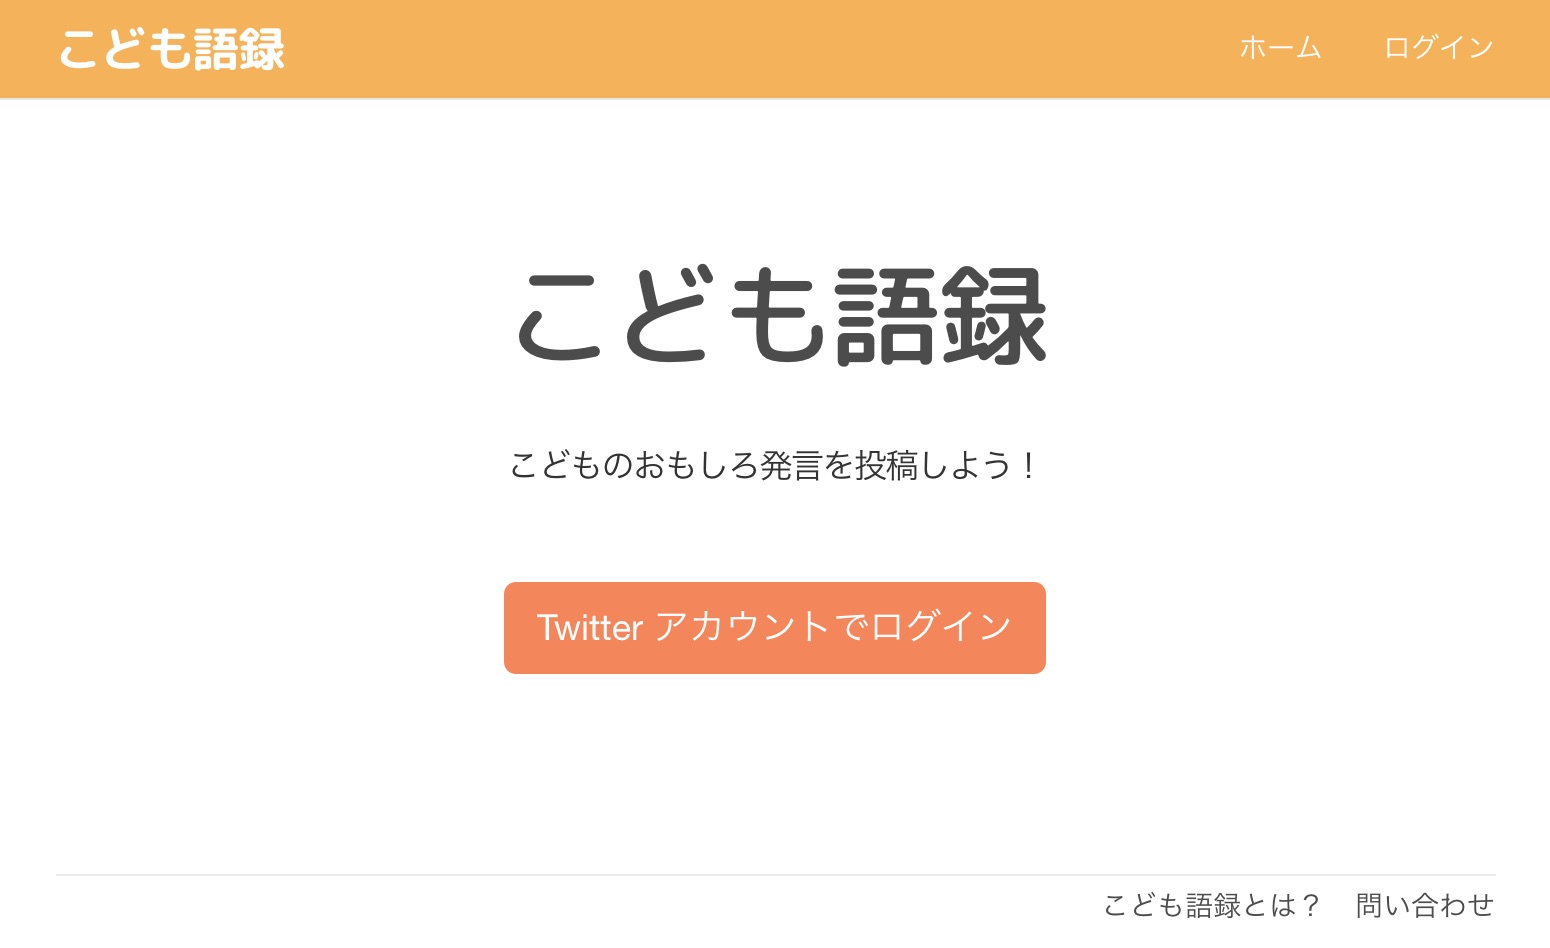 こども語録
ホーム ログイン
こども語録
こどものおもしろ発言を投稿しよう！
Twitter アカウントでログイン
こども語録とは？ 問い合わせ